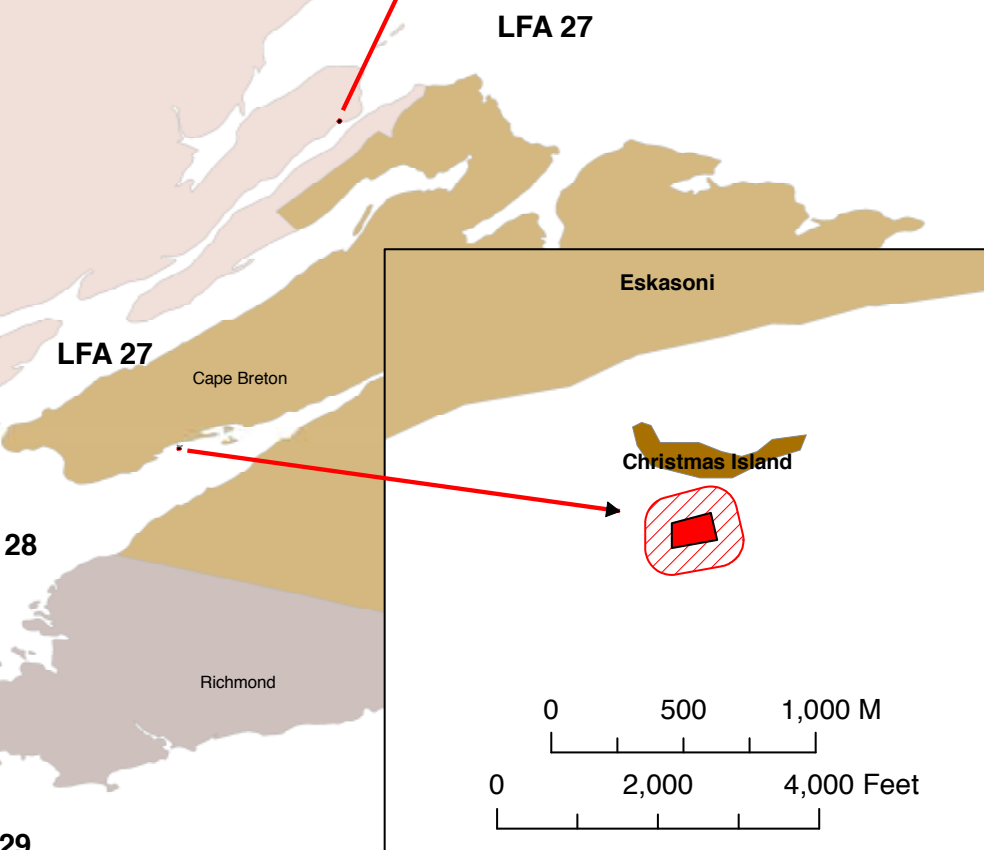 LFA 27
Eskasoni
LFA 27
Cape Breton
Christmas Island
28
Richmond
0 500 1,000 M
0 2,000 4,000 Feet
29